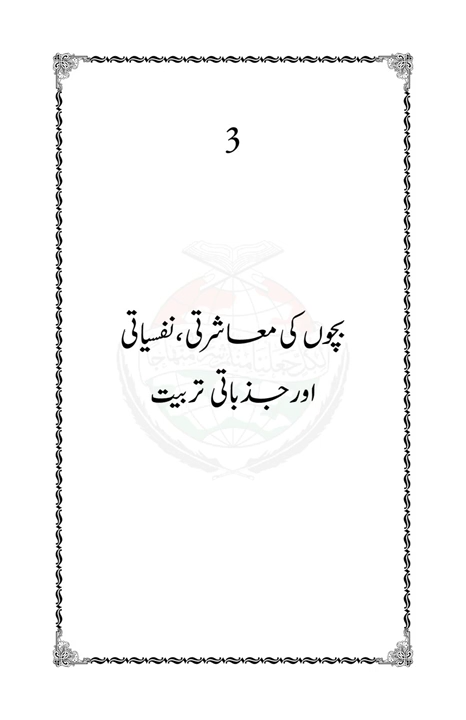 3
بچوں کی معاشرتی، نفسیاتی
اور جذباتی تربیت